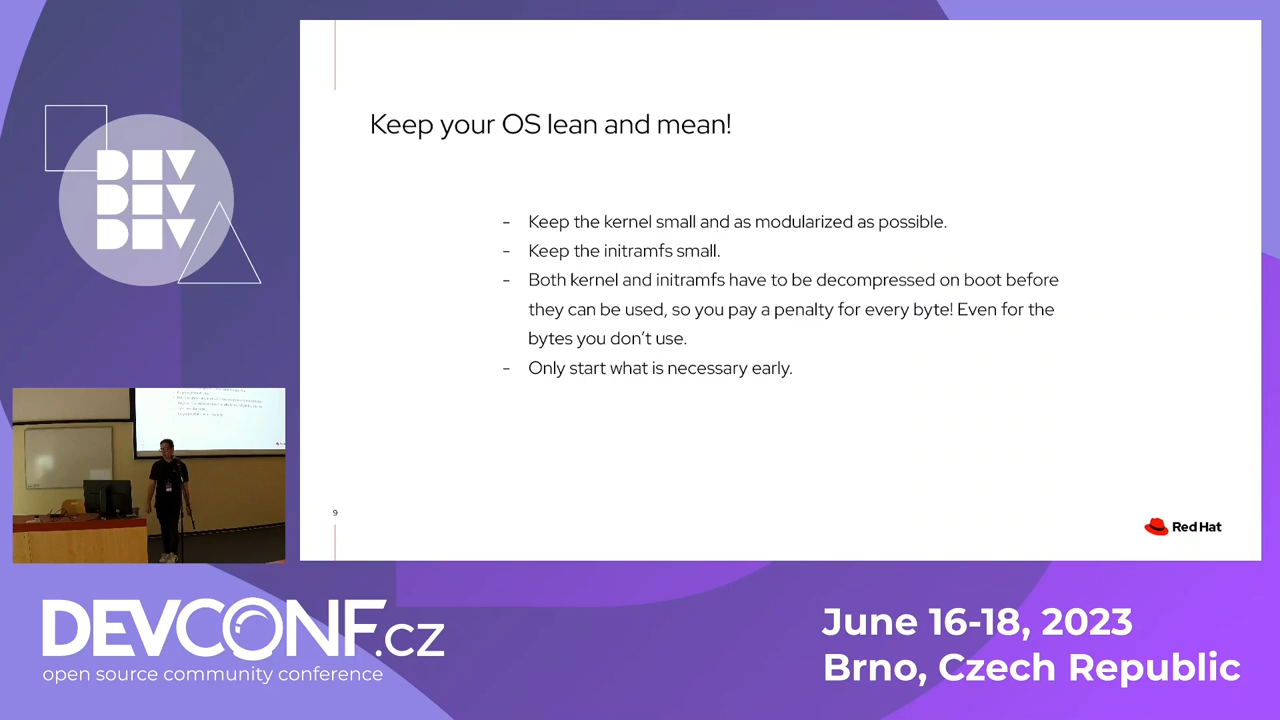 DEV
DEV
DEV
Keep your OS lean and mean!
- Keep the kernel small and as modularized as possible.
- Keep the initramfs small.
- Both kernel and initramfs have to be decompressed on boot before
they can be used, so you pay a penalty for every byte! Even for the
bytes you don't use.
- Only start what is necessary early.
9
Red Hat
DEVCONF.cz
open source community conference
June 16-18, 2023
Brno, Czech Republic